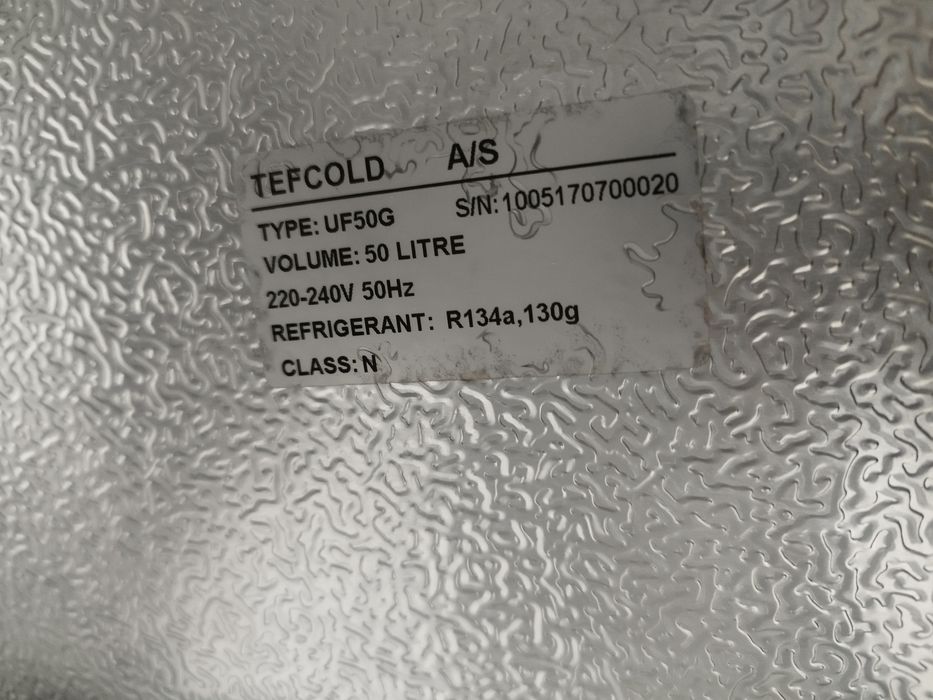 TEFCOLD A/S
TYPE: UF50G S/N: 1005170700020
VOLUME: 50 LITRE
220-240V 50Hz
REFRIGERANT: R134a,130g
CLASS: N